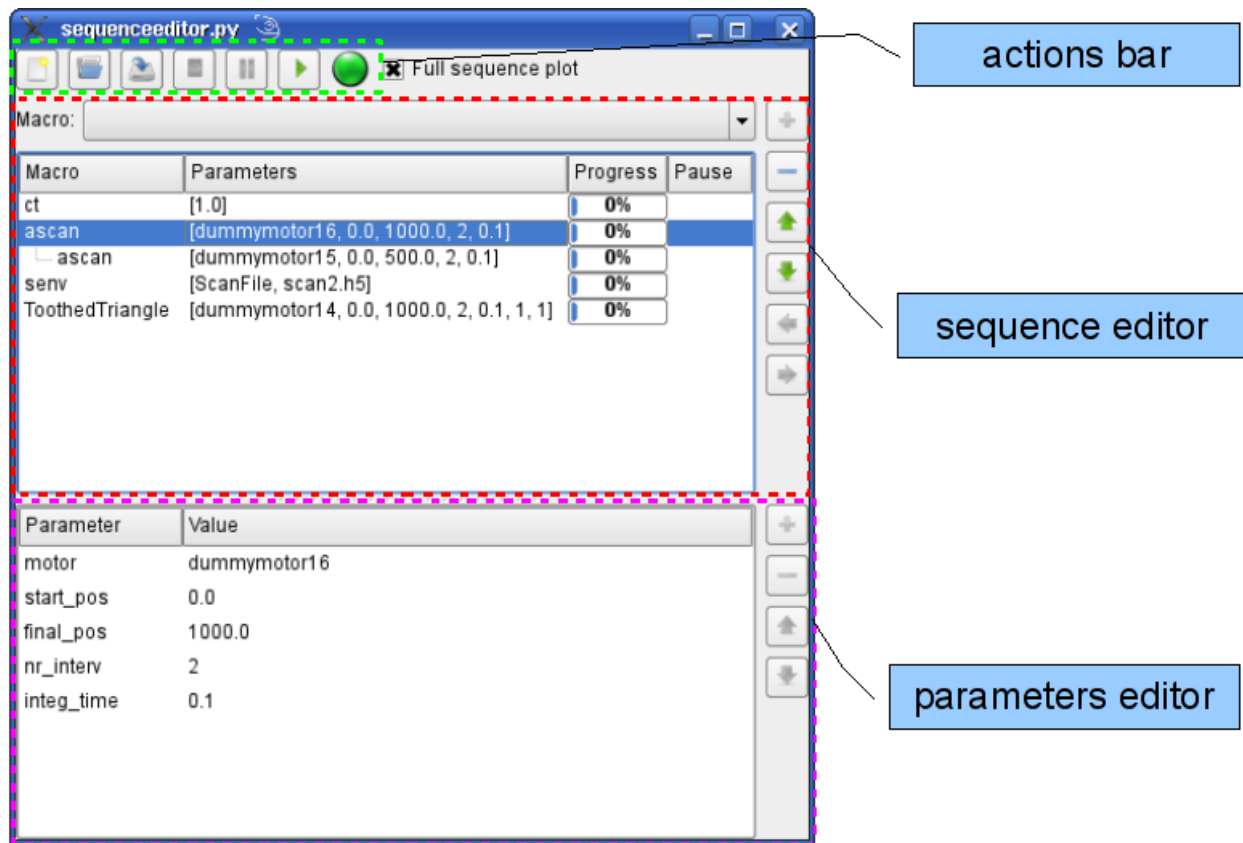 sequenceeditor.py
actions bar
Full sequence plot
Macro:
Macro Parameters Progress Pause
ct [1.0] 0%
ascan [dummymotor16, 0.0, 1000.0, 2, 0.1] 0%
ascan [dummymotor15, 0.0, 500.0, 2, 0.1] 0%
senv [ScanFile, scan2.h5] 0%
ToothedTriangle [dummymotor14, 0.0, 1000.0, 2, 0.1, 1, 1] 0%
sequence editor
Parameter Value
motor dummymotor16
start_pos 0.0
final_pos 1000.0
nr_interv 2
integ_time 0.1
parameters editor